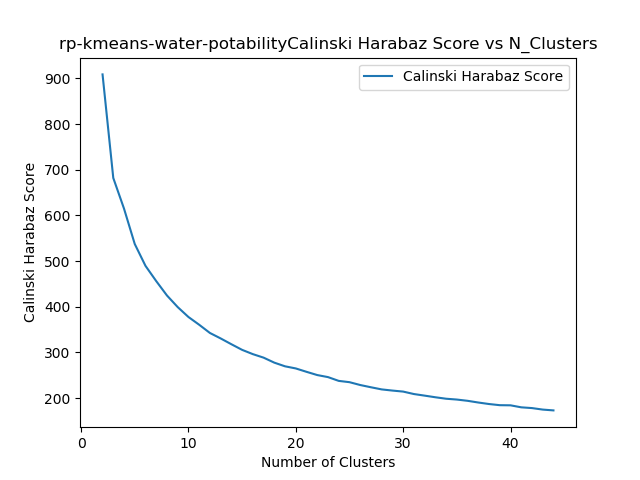 rp-kmeans-water-potabilityCalinski Harabaz Score vs N_Clusters
Calinski Harabaz Score
900
800
700
600
500
400
300
200
Calinski Harabaz Score
0 10 20 30 40
Number of Clusters